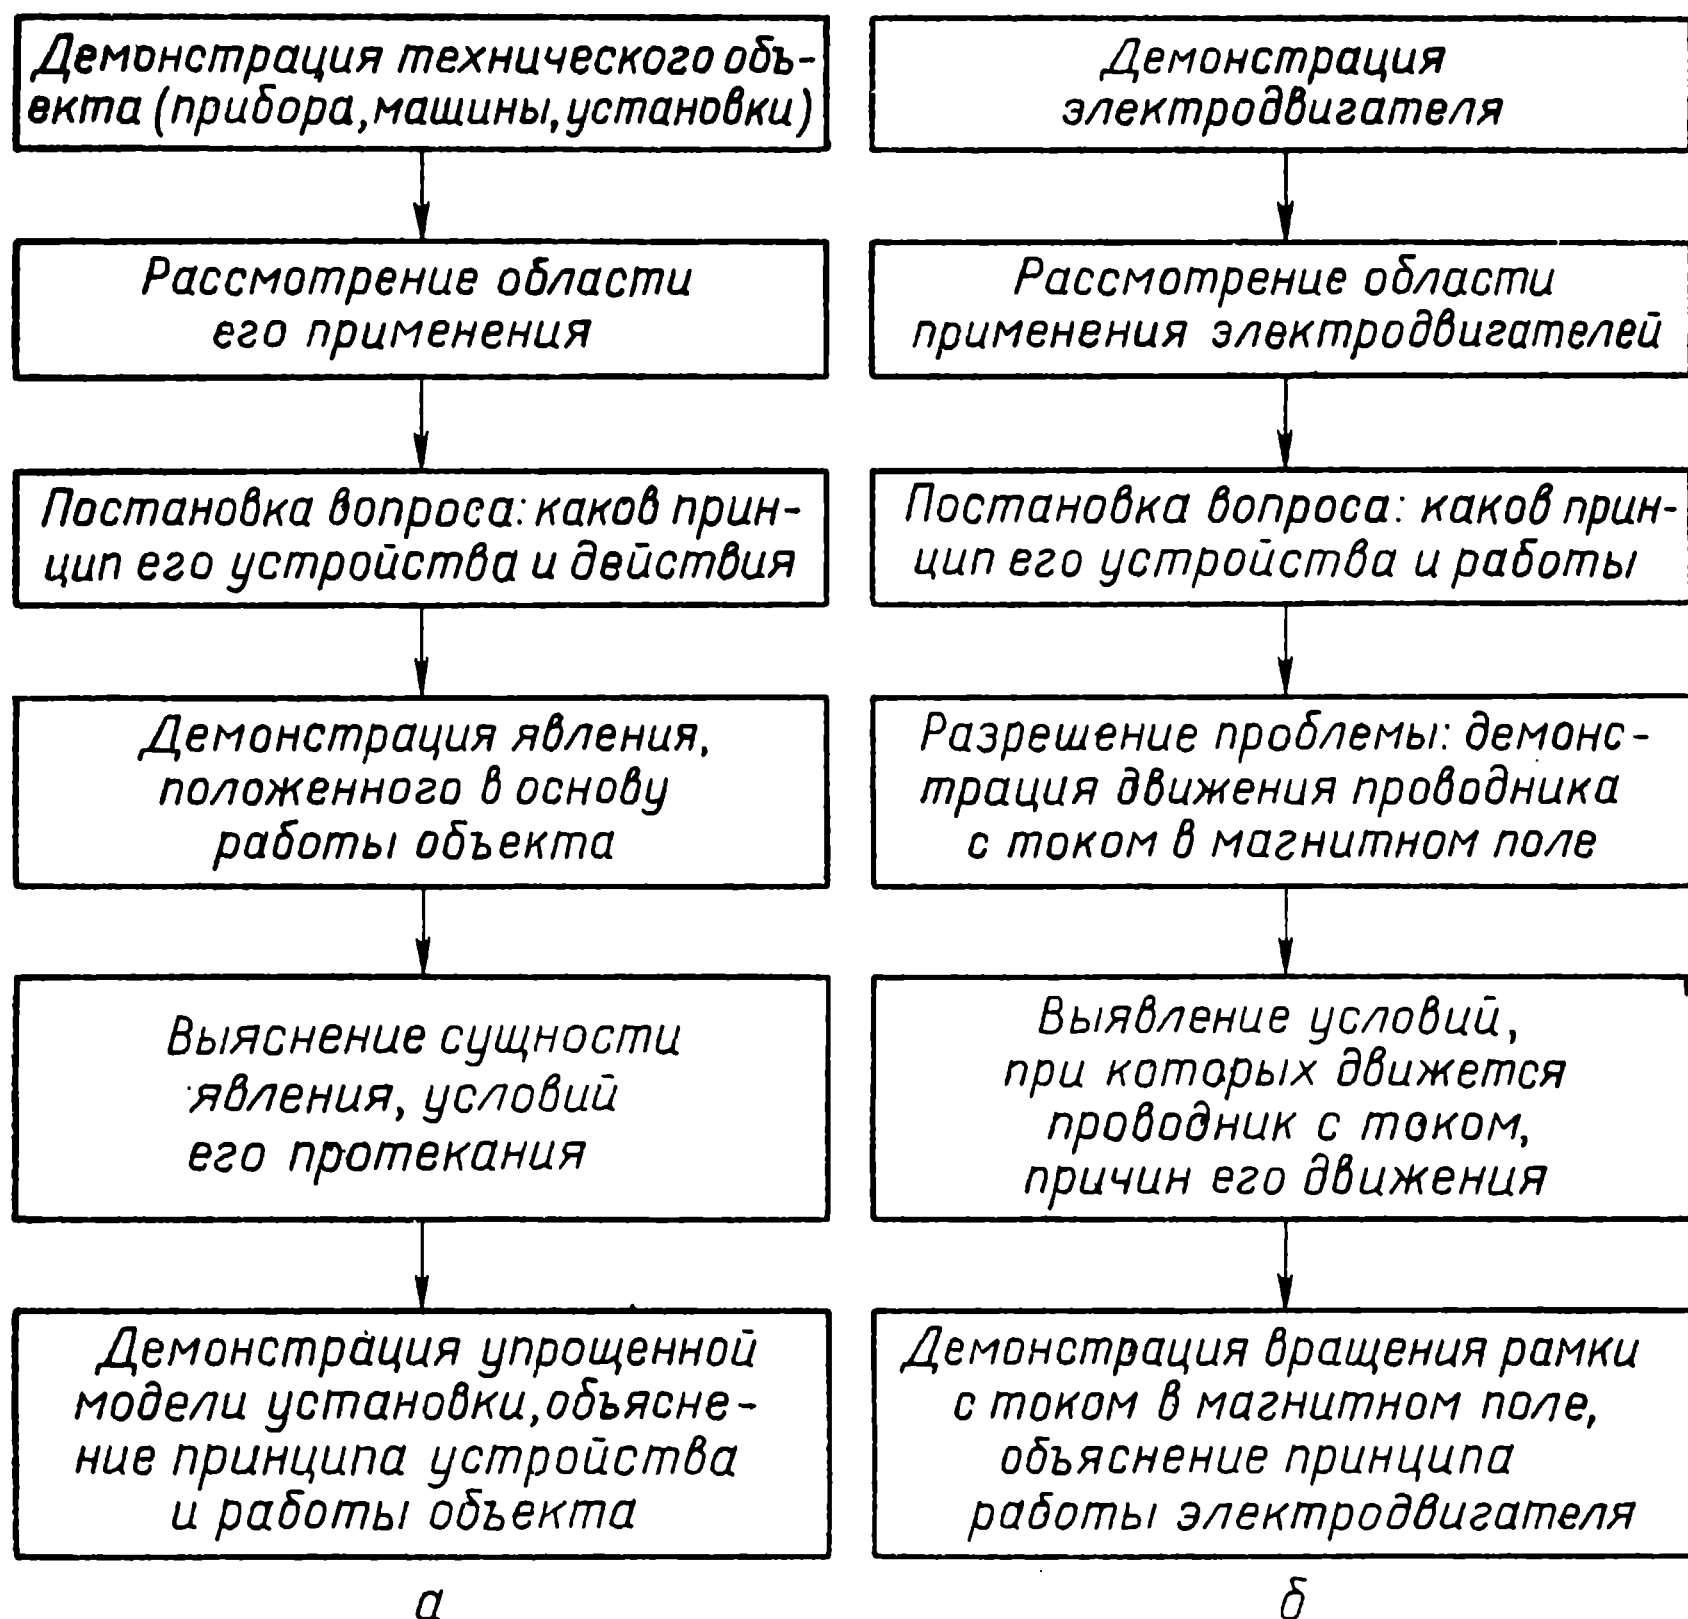 Демонстрация технического объ-
екта (прибора, машины, установки)
Рассмотрение области
его применения
Постановка вопроса: каков прин-
цип его устройства и действия
Демонстрация явления,
положенного в основу
работы объекта
Выяснение сущности
явления, условий
его протекания
Демонстрация упрощенной
модели установки, объясне-
ние принципа устройства
и работы объекта
а
Демонстрация
электродвигателя
Рассмотрение области
применения электродвигателей
Постановка вопроса: каков прин-
цип его устройства и работы
Разрешение проблемы: демонс-
трация движения проводника
с током в магнитном поле
Выявление условий,
при которых движется
проводник с током,
причин его движения
Демонстрация вращения рамки
с током в магнитном поле,
объяснение принципа
работы электродвигателя
б